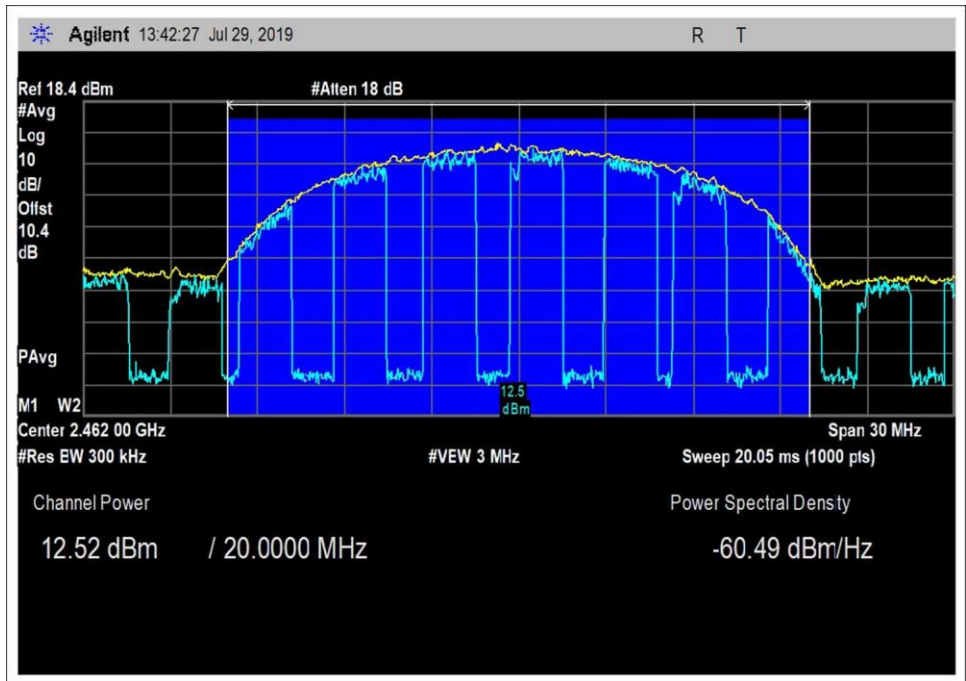 Agilent 13:42:27 Jul 29, 2019 R T
Ref 18.4 dBm #Atten 18 dB
#Avg
Log
10
dB/
Offst
10.4
dB
PAvg
12.5
dBm
M1 W2
Center 2.462 00 GHz Span 30 MHz
#Res BW 300 kHz #VBW 3 MHz Sweep 20.05 ms (1000 pts)
Channel Power Power Spectral Density
12.52 dBm / 20.0000 MHz -60.49 dBm/Hz